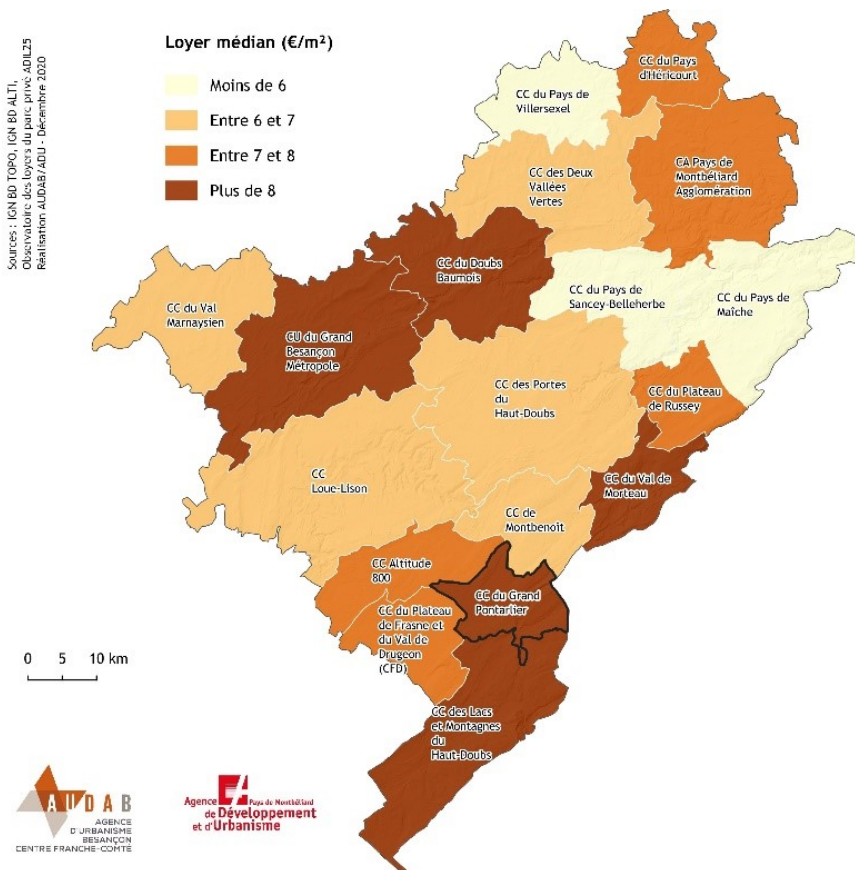 Sources : IGN BD TOPO, IGN BD ALTI,
Observatoire des loyers du parc privé ADIL25
Réalisation AUDAB/ADU - Décembre 2020
Loyer médian (€/m²)
Moins de 6
Entre 6 et 7
Entre 7 et 8
Plus de 8
CC du Pays
d'Héricourt
CC du Pays de
Villersexel
CA Pays de
Montbéliard
Agglomération
CC des Deux
Vallées
Vertes
CC du Doubs
Baumois
CC du Pays de
Sancey-Belleherbe
CC du Pays de
Maîche
CC du Val
Marnaysien
CU du Grand
Besançon
Métropole
CC des Portes
du
Haut-Doubs
CC du Plateau
de Russey
CC
Loue-Lison
CC du Val de
Morteau
CC de
Montbenoît
CC Altitude
800
CC du Grand
Pontarlier
CC du Plateau
de Frasne et
du Val de
Drugeon
(CFD)
CC des Lacs
et Montagnes
du
Haut-Doubs
0 5 10 km
AUDAB
AGENCE
D'URBANISME
BESANÇON
CENTRE FRANCHE-COMTÉ
Agence Pays de Montbéliard
de Développement
et d'Urbanisme